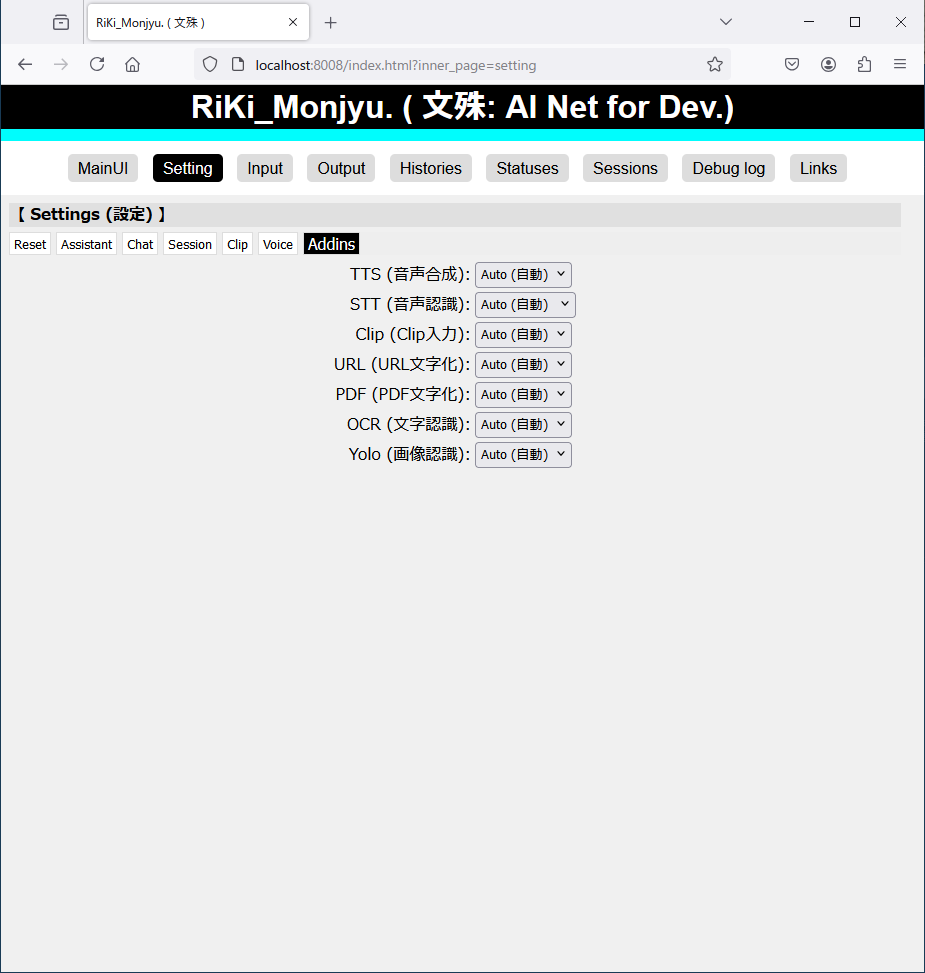 RiKi_Monjyu. ( 文殊 )
localhost:8008/index.html?inner_page=setting
RiKi_Monjyu. ( 文殊: AI Net for Dev.)
MainUI Setting Input Output Histories Statuses Sessions Debug log Links
【 Settings (設定) 】
Reset Assistant Chat Session Clip Voice Addins
TTS (音声合成): Auto (自動)
STT (音声認識): Auto (自動)
Clip (Clip入力): Auto (自動)
URL (URL文字化): Auto (自動)
PDF (PDF文字化): Auto (自動)
OCR (文字認識): Auto (自動)
Yolo (画像認識): Auto (自動)